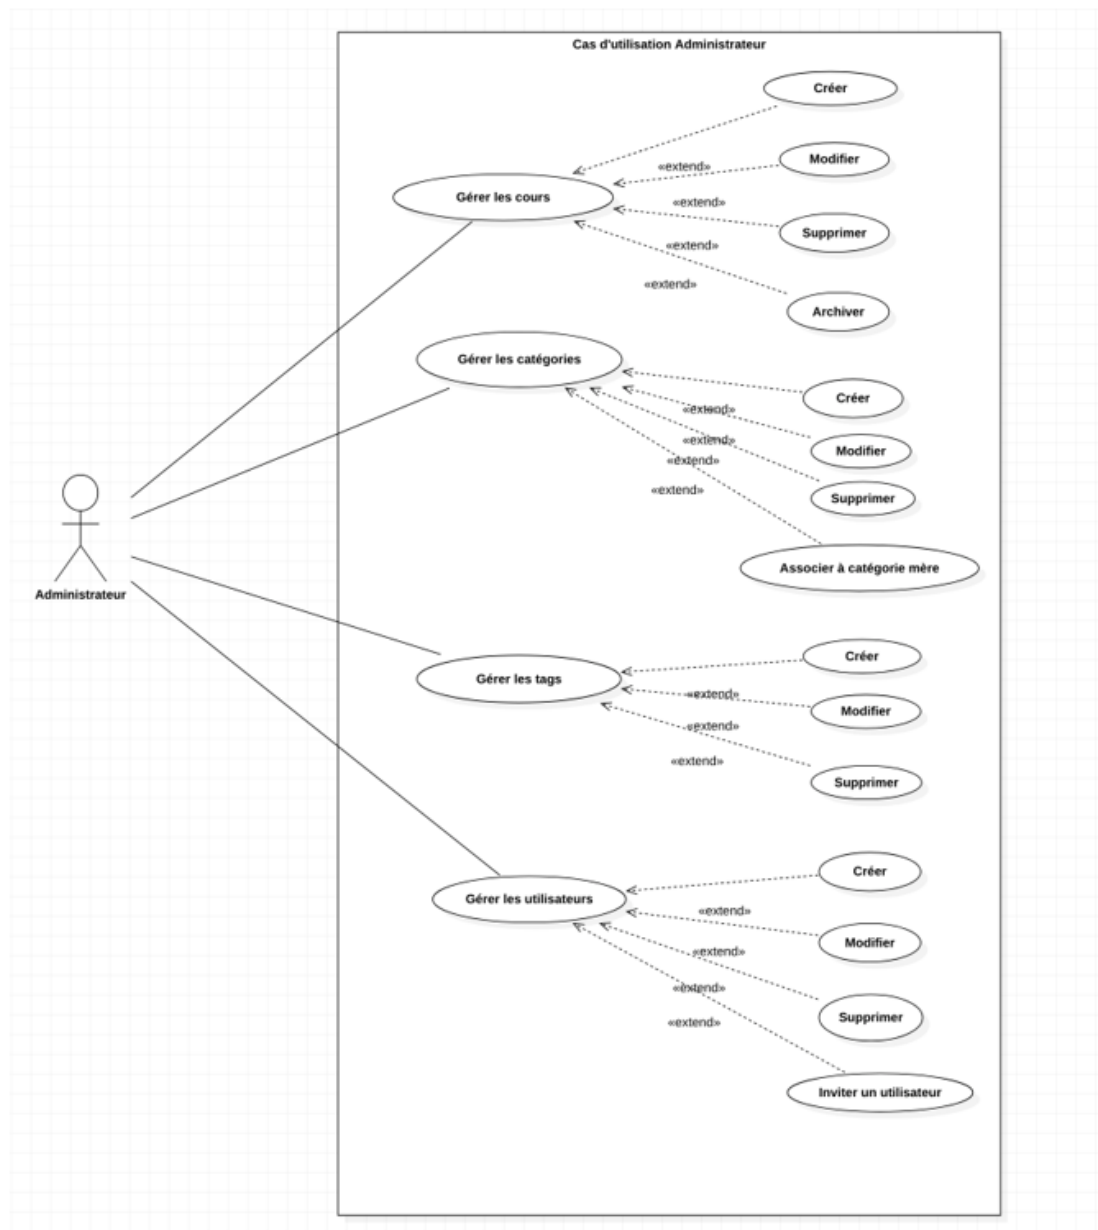 Cas d'utilisation Administrateur
Créer
Modifier
«extend»
Gérer les cours
«extend»
Supprimer
«extend»
«extend»
Archiver
Gérer les catégories
Créer
«extend»
«extend»
Modifier
«extend»
«extend»
Supprimer
Associer à catégorie mère
Administrateur
Créer
Gérer les tags
«extend»
Modifier
«extend»
«extend»
Supprimer
Créer
Gérer les utilisateurs
«extend»
Modifier
«extend»
«extend»
Supprimer
«extend»
Inviter un utilisateur